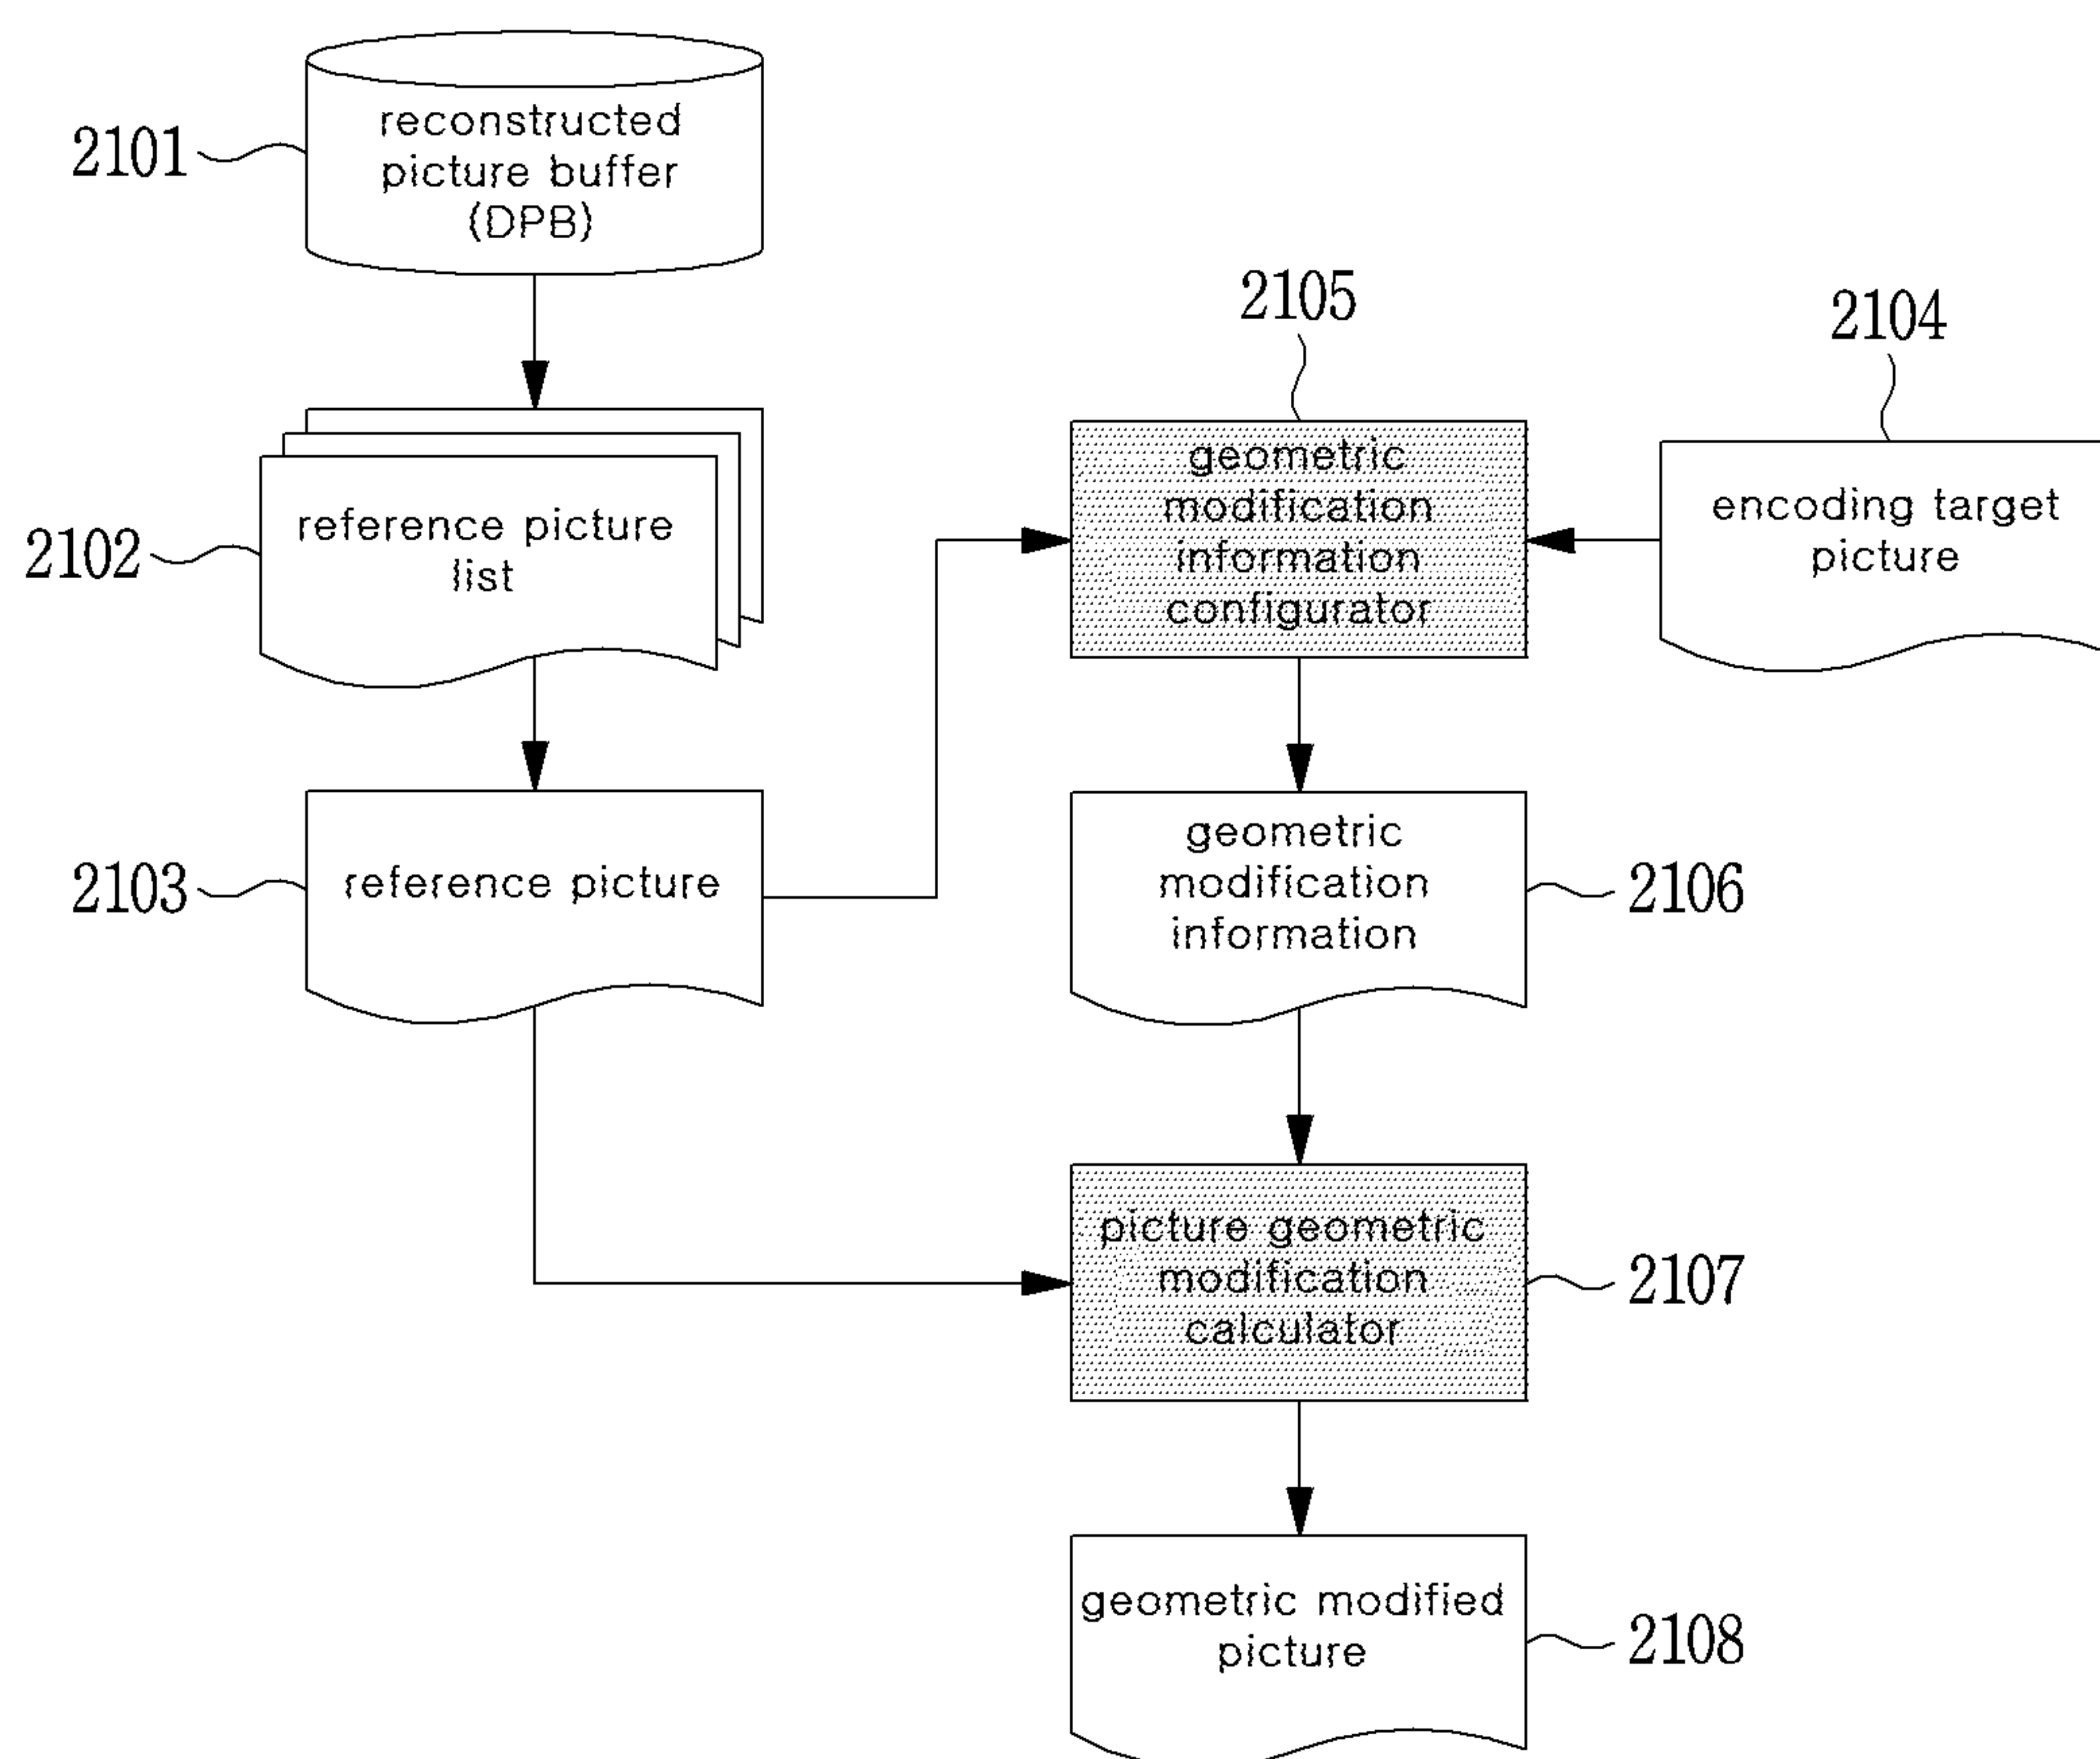 2101
reconstructed
picture buffer
(DPB)
2102
reference picture
list
2103
reference picture
2105
geometric
modification
information
configurator
2104
encoding target
picture
geometric
modification
information
2106
picture geometric
modification
calculator
2107
geometric modified
picture
2108